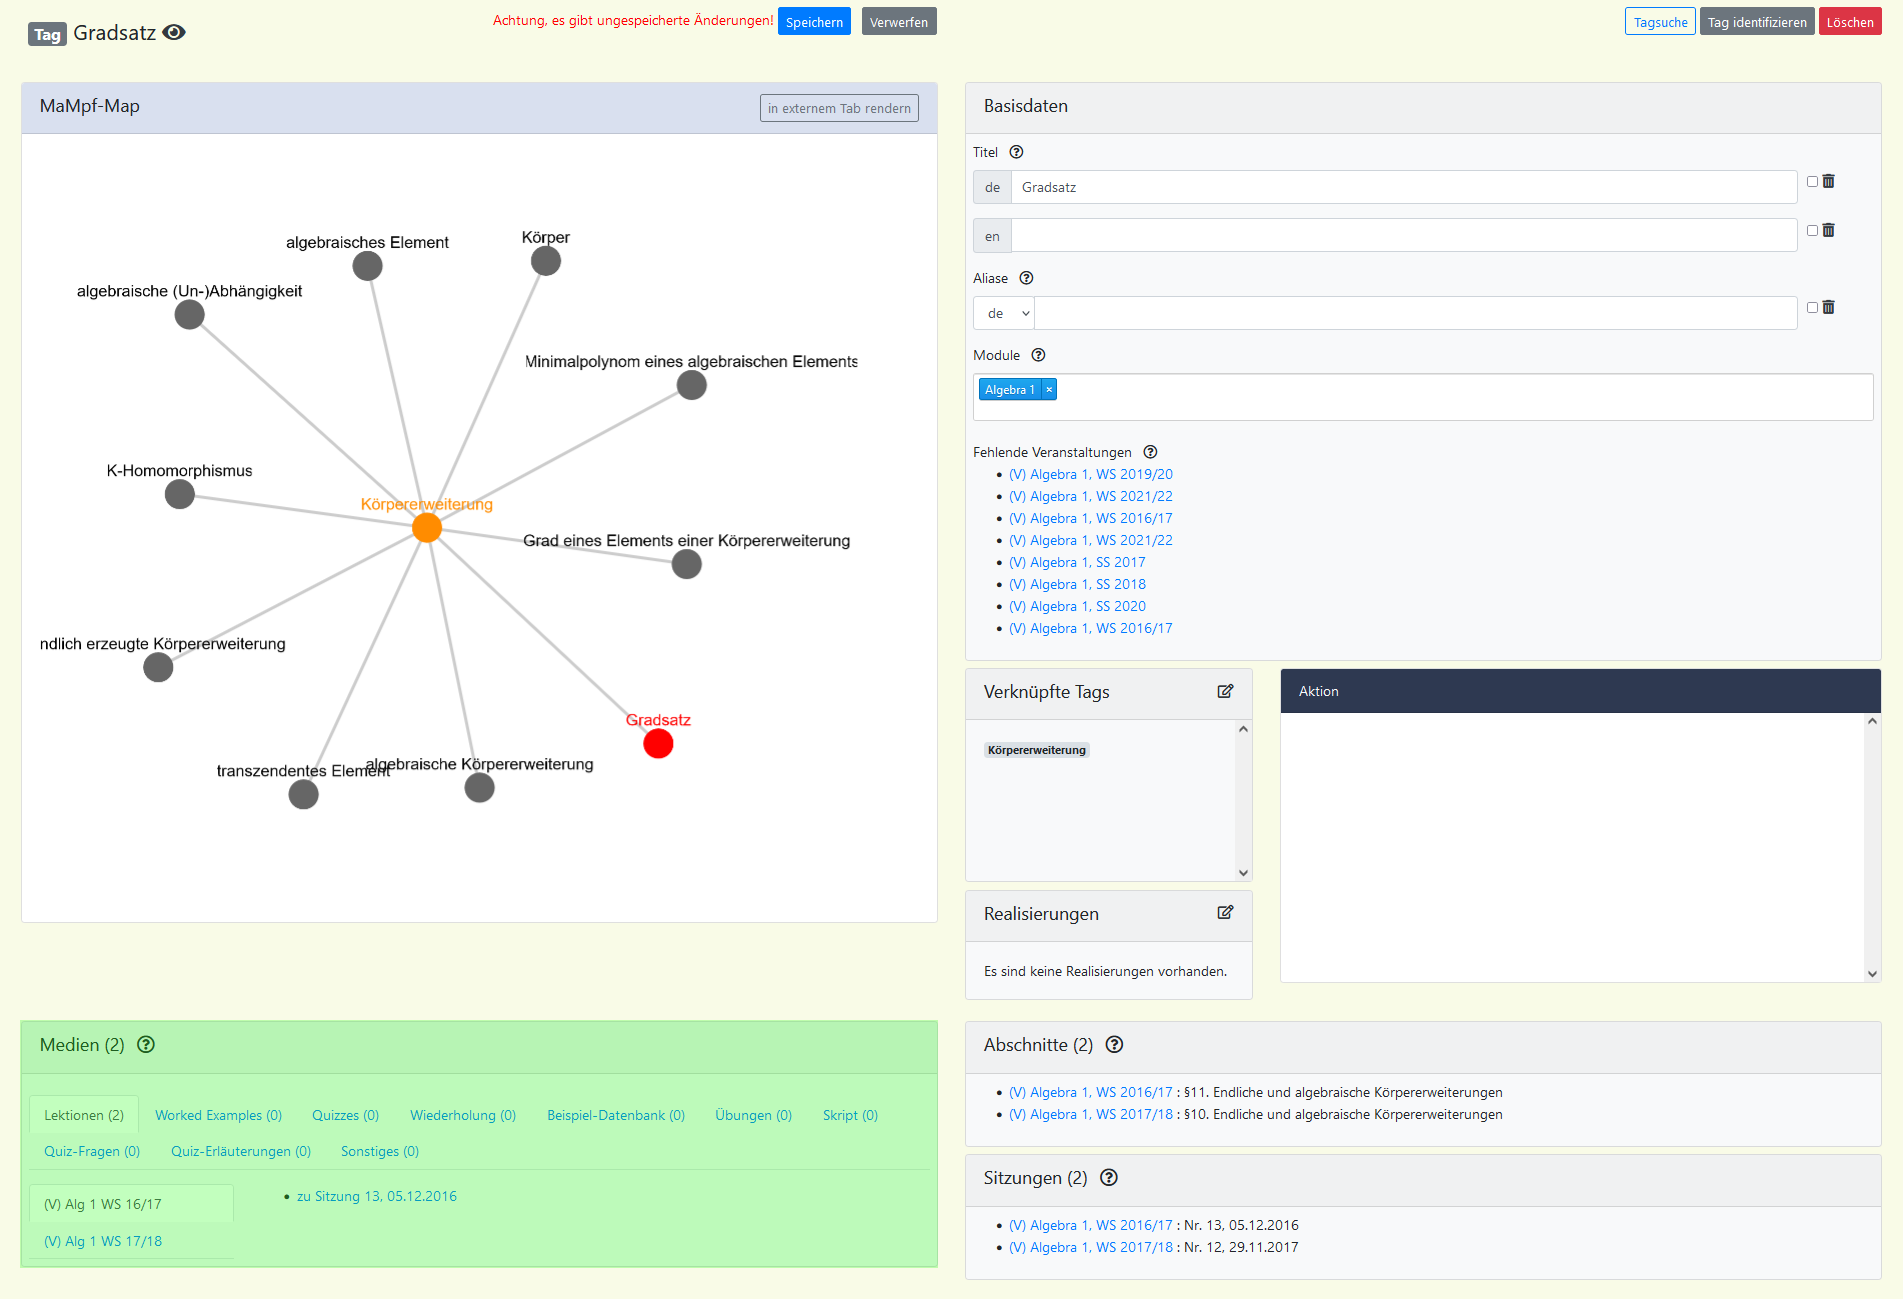 Tag Gradsatz
Achtung, es gibt ungespeicherte Änderungen! Speichern Verwerfen
Tagsuche Tag identifizieren Löschen
MaMpf-Map
in externem Tab rendern
algebraisches Element
Körper
algebraische (Un-)Abhängigkeit
Minimalpolynom eines algebraischen Elements
K-Homomorphismus
Körpererweiterung
Grad eines Elements einer Körpererweiterung
ndlich erzeugte Körpererweiterung
Gradsatz
transzendentes Element
algebraische Körpererweiterung
Basisdaten
Titel
de Gradsatz
en
Aliase
de
Module
Algebra 1 ×
Fehlende Veranstaltungen
(V) Algebra 1, WS 2019/20
(V) Algebra 1, WS 2021/22
(V) Algebra 1, WS 2016/17
(V) Algebra 1, WS 2021/22
(V) Algebra 1, SS 2017
(V) Algebra 1, SS 2018
(V) Algebra 1, SS 2020
(V) Algebra 1, WS 2016/17
Verknüpfte Tags
Körpererweiterung
Aktion
Realisierungen
Es sind keine Realisierungen vorhanden.
Medien (2)
Lektionen (2) Worked Examples (0) Quizzes (0) Wiederholung (0) Beispiel-Datenbank (0) Übungen (0) Skript (0)
Quiz-Fragen (0) Quiz-Erläuterungen (0) Sonstiges (0)
(V) Alg 1 WS 16/17
(V) Alg 1 WS 17/18
zu Sitzung 13, 05.12.2016
Abschnitte (2)
(V) Algebra 1, WS 2016/17 : §11. Endliche und algebraische Körpererweiterungen
(V) Algebra 1, WS 2017/18 : §10. Endliche und algebraische Körpererweiterungen
Sitzungen (2)
(V) Algebra 1, WS 2016/17 : Nr. 13, 05.12.2016
(V) Algebra 1, WS 2017/18 : Nr. 12, 29.11.2017